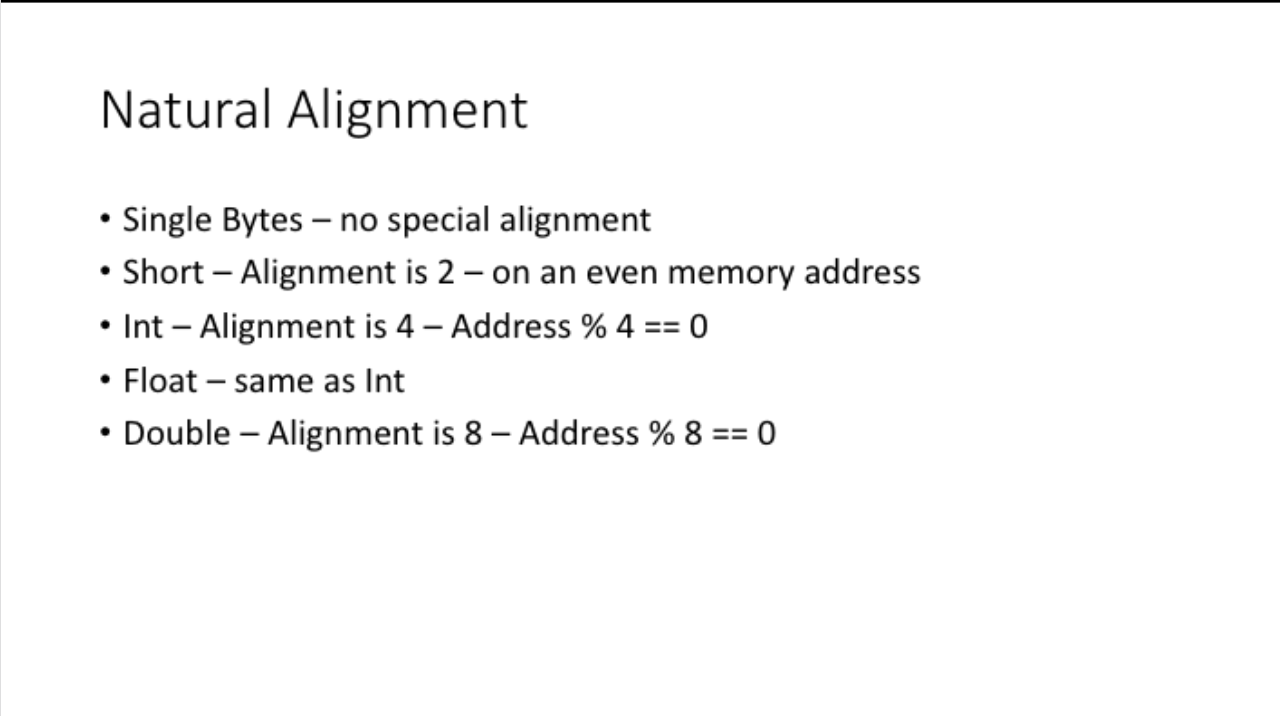 Natural Alignment
• Single Bytes – no special alignment
• Short – Alignment is 2 – on an even memory address
• Int – Alignment is 4 – Address % 4 == 0
• Float – same as Int
• Double – Alignment is 8 – Address % 8 == 0